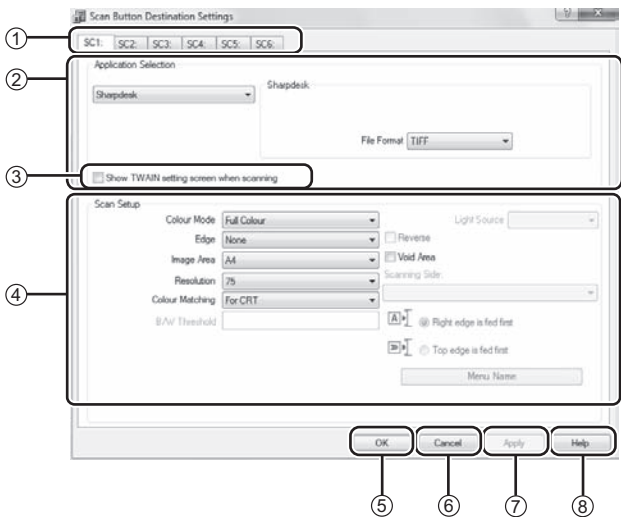 Scan Button Destination Settings
①
SC1: SC2: SC3: SC4: SC5: SC6:
②
Application Selection
Sharpdesk
Sharpdesk
File Format TIFF
③
Show TWAIN setting screen when scanning
④
Scan Setup
Colour Mode Full Colour
Light Source
Edge None
Reverse
Image Area A4
Void Area
Resolution 75
Scanning Side:
Colour Matching For CRT
B/W Threshold
A
Right edge is fed first
Top edge is fed first
Menu Name
OK Cancel Apply Help
⑤ ⑥ ⑦ ⑧